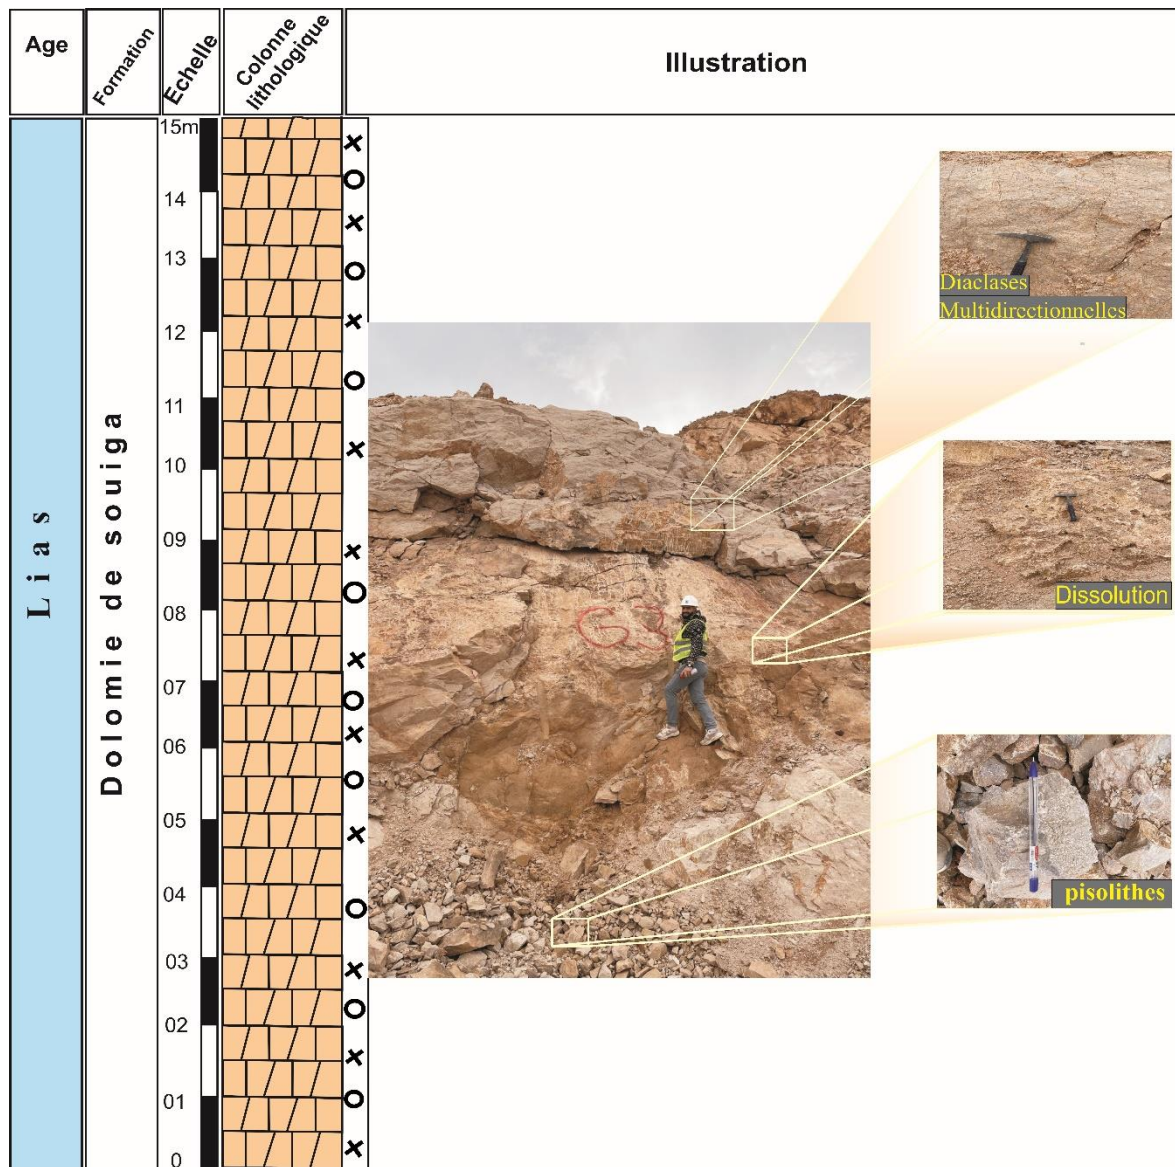 Age
Formation
Echelle
Colonne
lithologique
Illustration
Lias
Dolomie de souiga
15m
14
13
12
11
10
09
08
07
06
05
04
03
02
01
0
G3
Diaclases
Multidirectionnelles
Dissolution
pisolithes